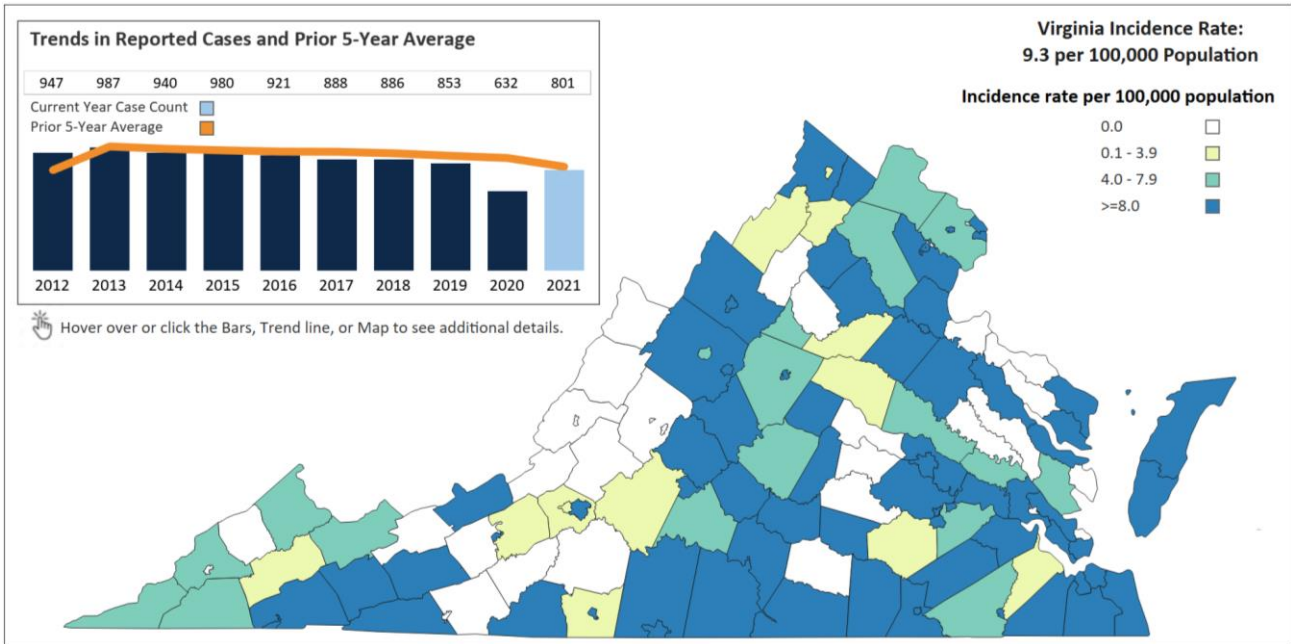 Trends in Reported Cases and Prior 5-Year Average
947 987 940 980 921 888 886 853 632 801
Current Year Case Count
Prior 5-Year Average
2012 2013 2014 2015 2016 2017 2018 2019 2020 2021
Hover over or click the Bars, Trend line, or Map to see additional details.
Virginia Incidence Rate:
9.3 per 100,000 Population
Incidence rate per 100,000 population
0.0
0.1 - 3.9
4.0 - 7.9
>=8.0